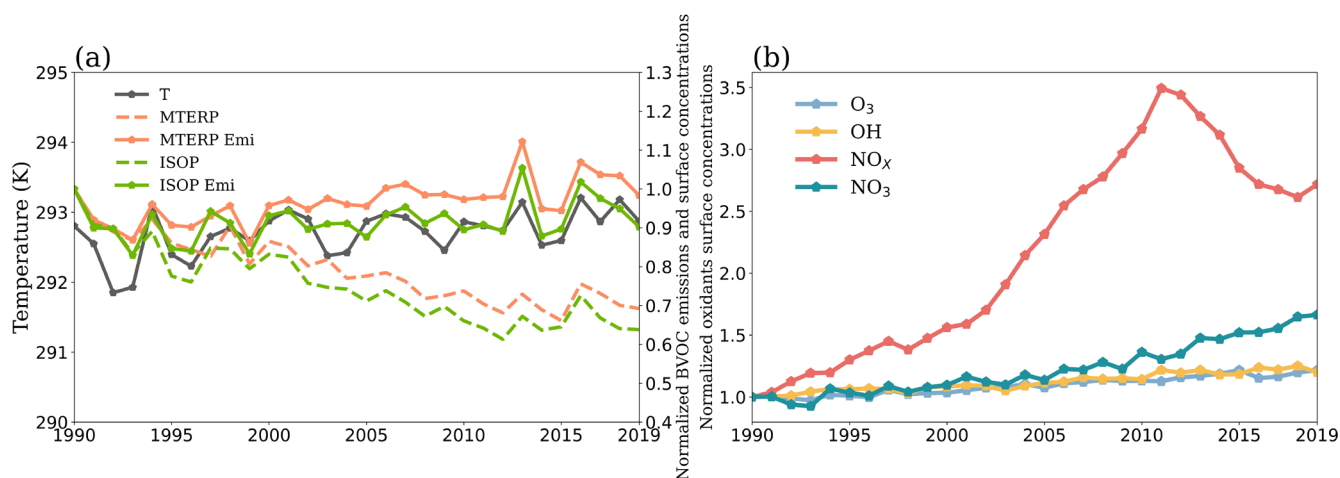 (a)
Temperature (K)
295
294
293
292
291
290
T
MTERP
MTERP Emi
ISOP
ISOP Emi
1.3
1.2
1.1
1.0
0.9
0.8
0.7
0.6
0.5
0.4
Normalized BVOC emissions and surface concentrations
1990 1995 2000 2005 2010 2015 2019
(b)
Normalized oxidants surface concentrations
3.5
3.0
2.5
2.0
1.5
1.0
O₃
OH
NOₓ
NO₃
1990 1995 2000 2005 2010 2015 2019